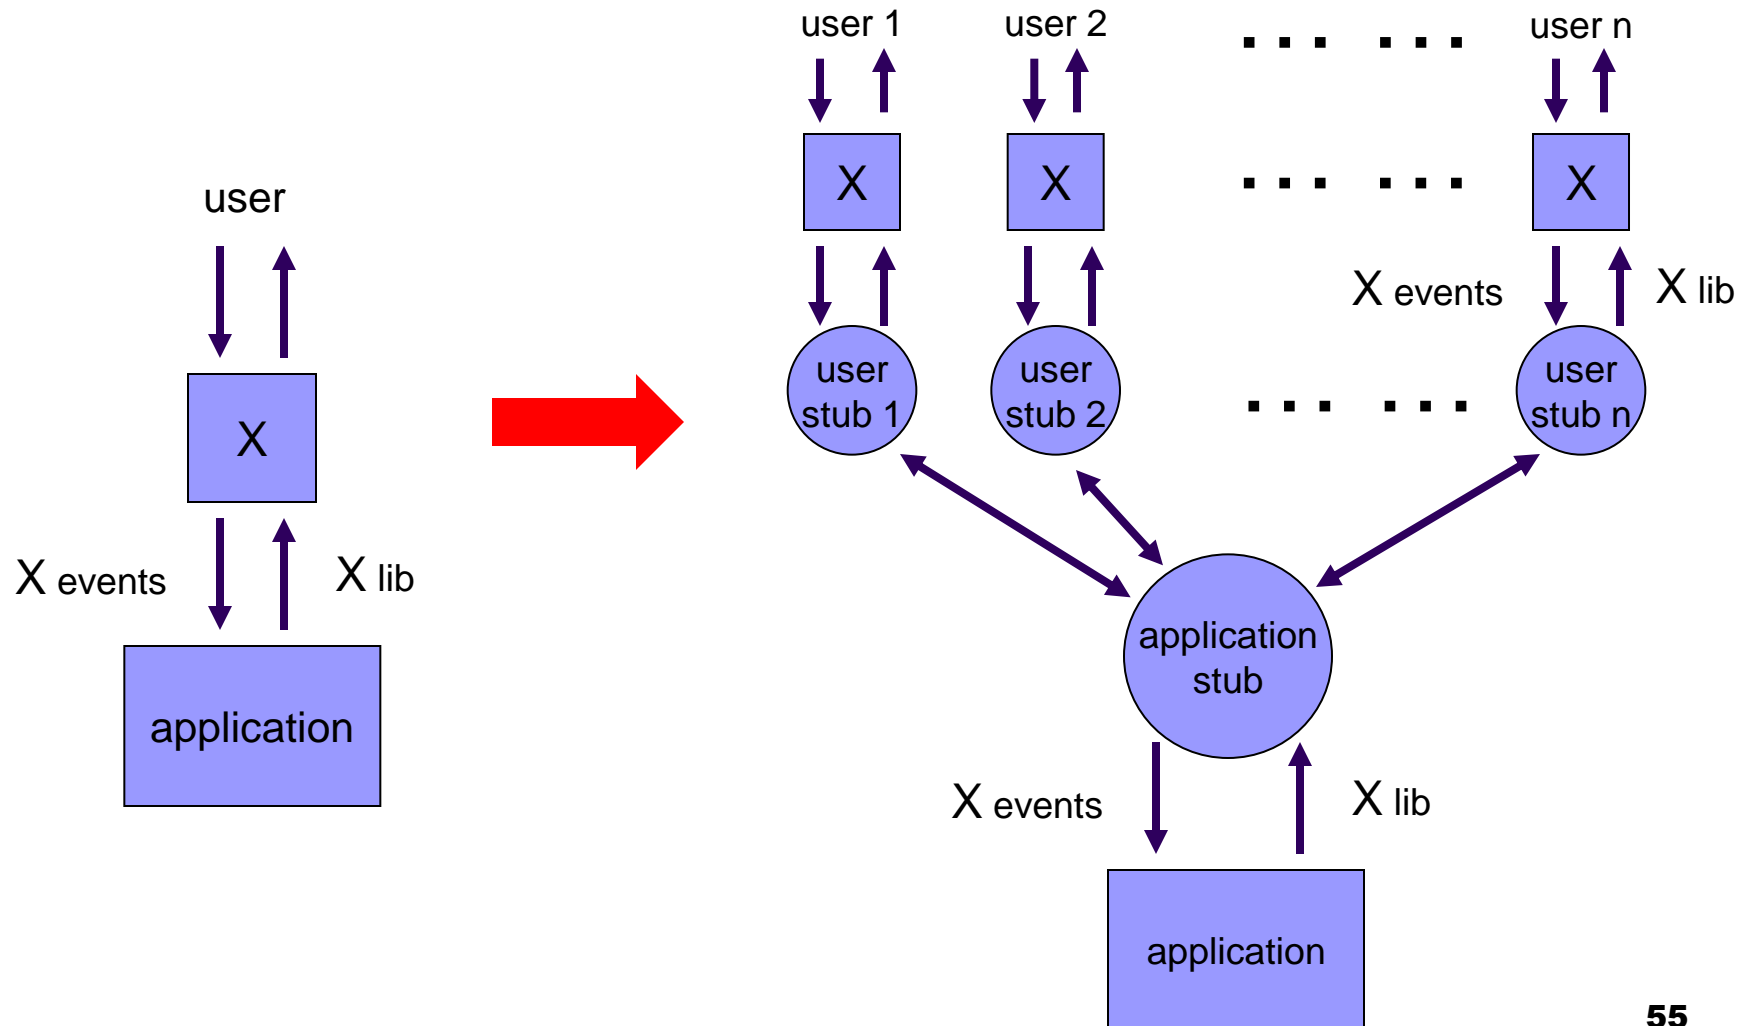 user 1
user 2
... ...
user n
X
X
... ...
X
user
X events
X lib
user
stub 1
user
stub 2
... ...
user
stub n
X
X events
X lib
application
stub
application
X events
X lib
application
55